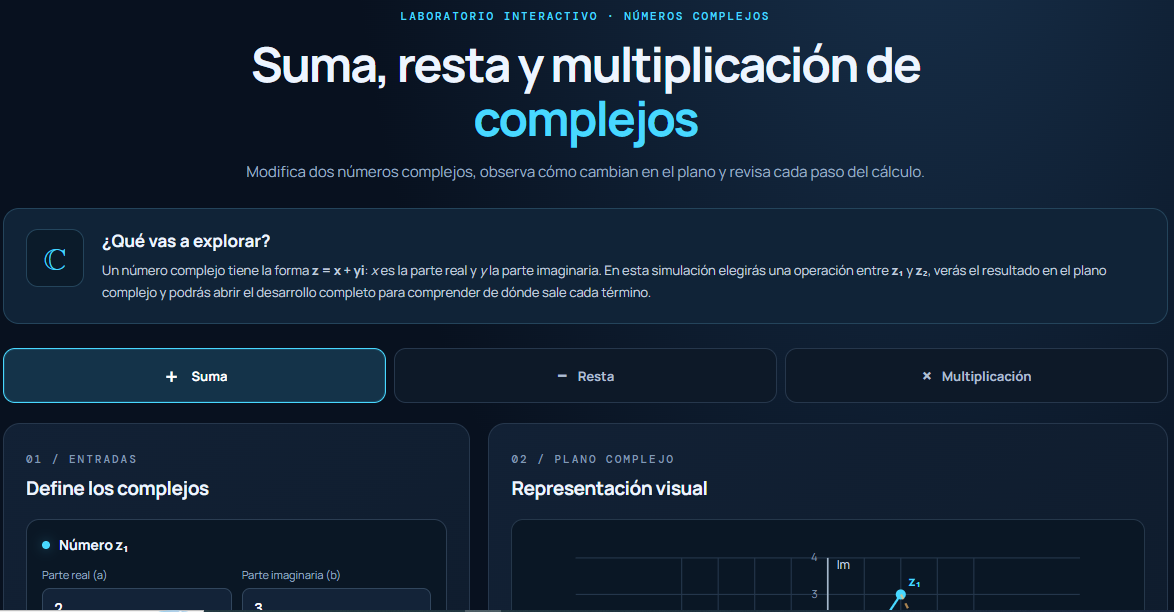 LABORATORIO INTERACTIVO · NÚMEROS COMPLEJOS
Suma, resta y multiplicación de
complejos
Modifica dos números complejos, observa cómo cambian en el plano y revisa cada paso del cálculo.
ℂ
¿Qué vas a explorar?
Un número complejo tiene la forma z = x + yi: x es la parte real y y la parte imaginaria. En esta simulación elegirás una operación entre z₁ y z₂, verás el resultado en el plano
complejo y podrás abrir el desarrollo completo para comprender de dónde sale cada término.
+ Suma
− Resta
× Multiplicación
01 / ENTRADAS
Define los complejos
Número z₁
Parte real (a)
Parte imaginaria (b)
2
3
02 / PLANO COMPLEJO
Representación visual
4
Im
z₁
3